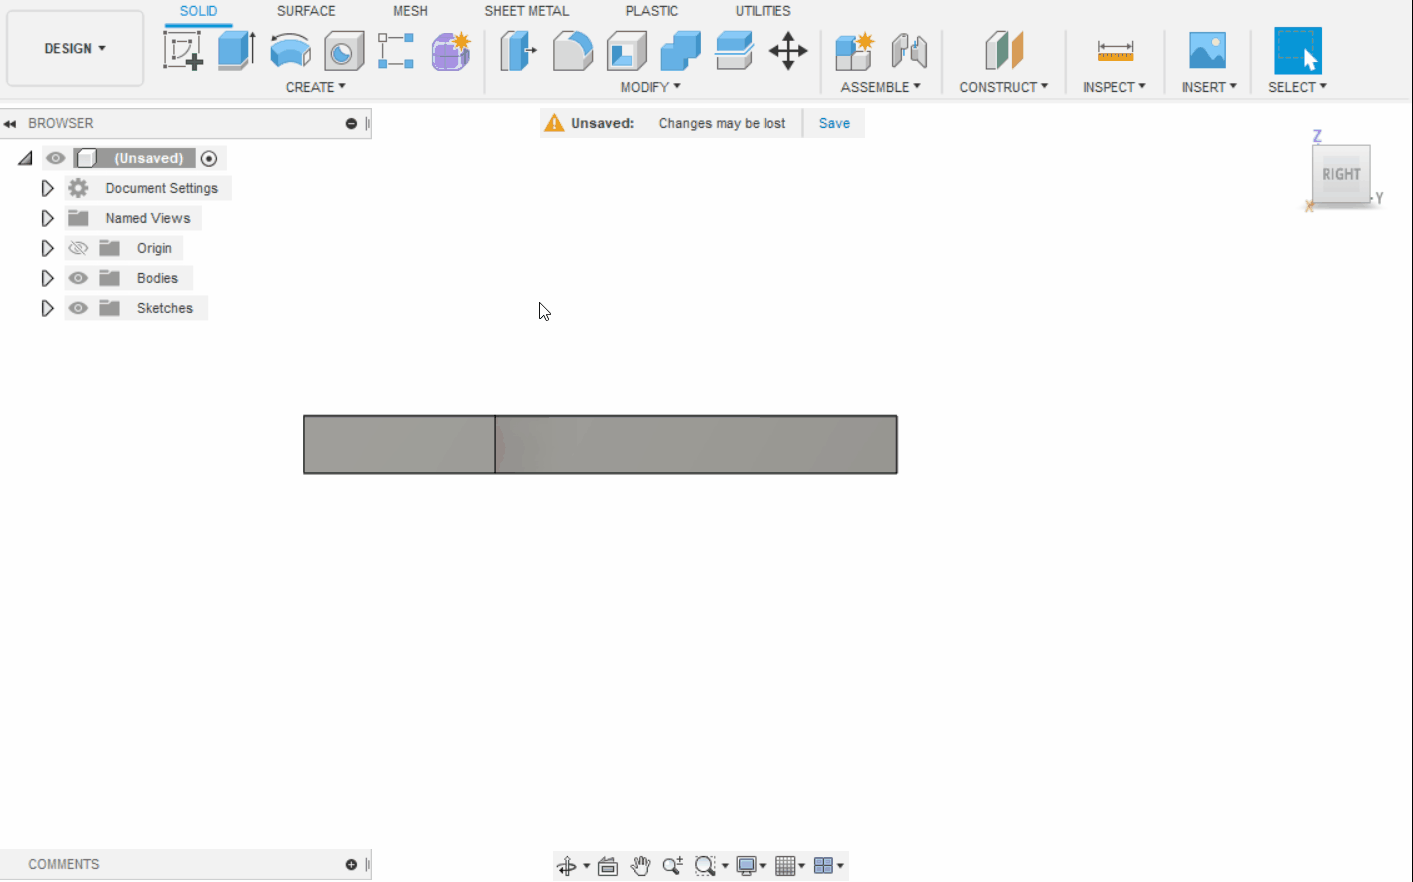 SOLID SURFACE MESH SHEET METAL PLASTIC UTILITIES
DESIGN
CREATE MODIFY ASSEMBLE CONSTRUCT INSPECT INSERT SELECT
BROWSER
Unsaved: Changes may be lost Save
(Unsaved)
Document Settings
Named Views
Origin
Bodies
Sketches
Z
RIGHT
Y
X
COMMENTS